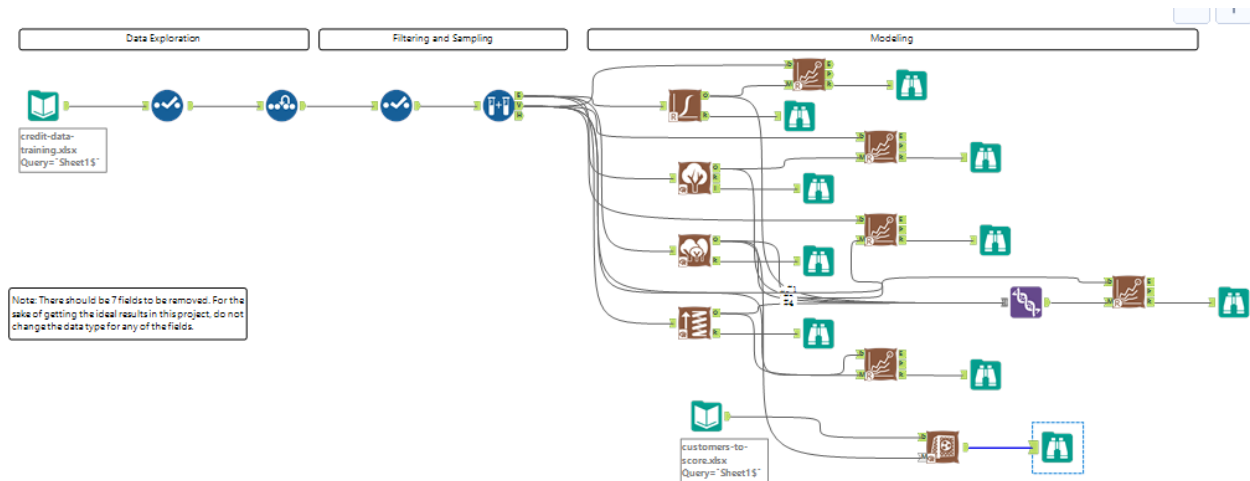 Data Exploration
Filtering and Sampling
Modeling
credit-data-
training.xlsx
Query=`Sheet1$`
Note: There should be 7 fields to be removed. For the
sake of getting the ideal results in this project, do not
change the data type for any of the fields.
customers-to-
score.xlsx
Query=`Sheet1$`